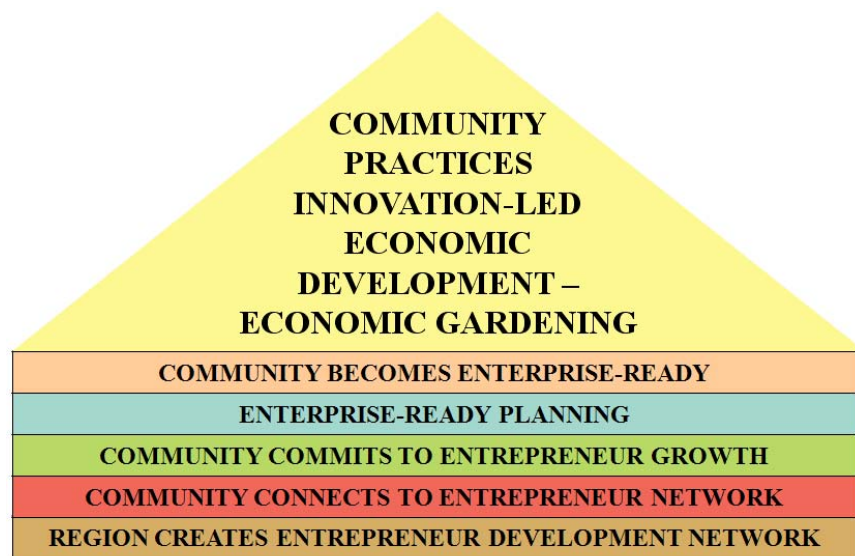 COMMUNITY
PRACTICES
INNOVATION-LED
ECONOMIC
DEVELOPMENT –
ECONOMIC GARDENING
COMMUNITY BECOMES ENTERPRISE-READY
ENTERPRISE-READY PLANNING
COMMUNITY COMMITS TO ENTREPRENEUR GROWTH
COMMUNITY CONNECTS TO ENTREPRENEUR NETWORK
REGION CREATES ENTREPRENEUR DEVELOPMENT NETWORK